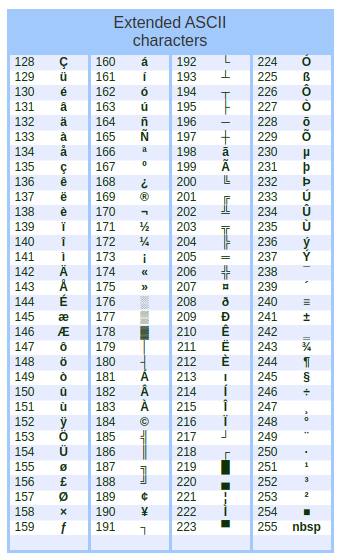 Extended ASCII
characters
128 Ç 160 á 192 └ 224 Ó
129 ü 161 í 193 ┴ 225 ß
130 é 162 ó 194 ┬ 226 Ô
131 â 163 ú 195 ├ 227 Ò
132 ä 164 ñ 196 ─ 228 õ
133 à 165 Ñ 197 ┼ 229 Õ
134 å 166 ª 198 ã 230 µ
135 ç 167 º 199 Ã 231 þ
136 ê 168 ¿ 200 ╚ 232 Þ
137 ë 169 ® 201 ╔ 233 Ú
138 è 170 ¬ 202 ╩ 234 Û
139 ï 171 ½ 203 ╦ 235 Ù
140 î 172 ¼ 204 ╠ 236 ý
141 ì 173 ¡ 205 ═ 237 Ý
142 Ä 174 « 206 ╬ 238 ¯
143 Å 175 » 207 ¤ 239 ´
144 É 176 ░ 208 ð 240 ≡
145 æ 177 ▒ 209 Ð 241 ±
146 Æ 178 ▓ 210 Ê 242 ‗
147 ô 179 │ 211 Ë 243 ¾
148 ö 180 ┤ 212 È 244 ¶
149 ò 181 Á 213 ı 245 §
150 û 182 Â 214 Í 246 ÷
151 ù 183 À 215 Î 247 ¸
152 ÿ 184 © 216 Ï 248 °
153 Ö 185 ╣ 217 ┘ 249 ¨
154 Ü 186 ║ 218 ┌ 250 ·
155 ø 187 ╗ 219 █ 251 ¹
156 £ 188 ╝ 220 ▄ 252 ³
157 Ø 189 ¢ 221 ¦ 253 ²
158 × 190 ¥ 222 Ì 254 ■
159 ƒ 191 ┐ 223 ▀ 255 nbsp